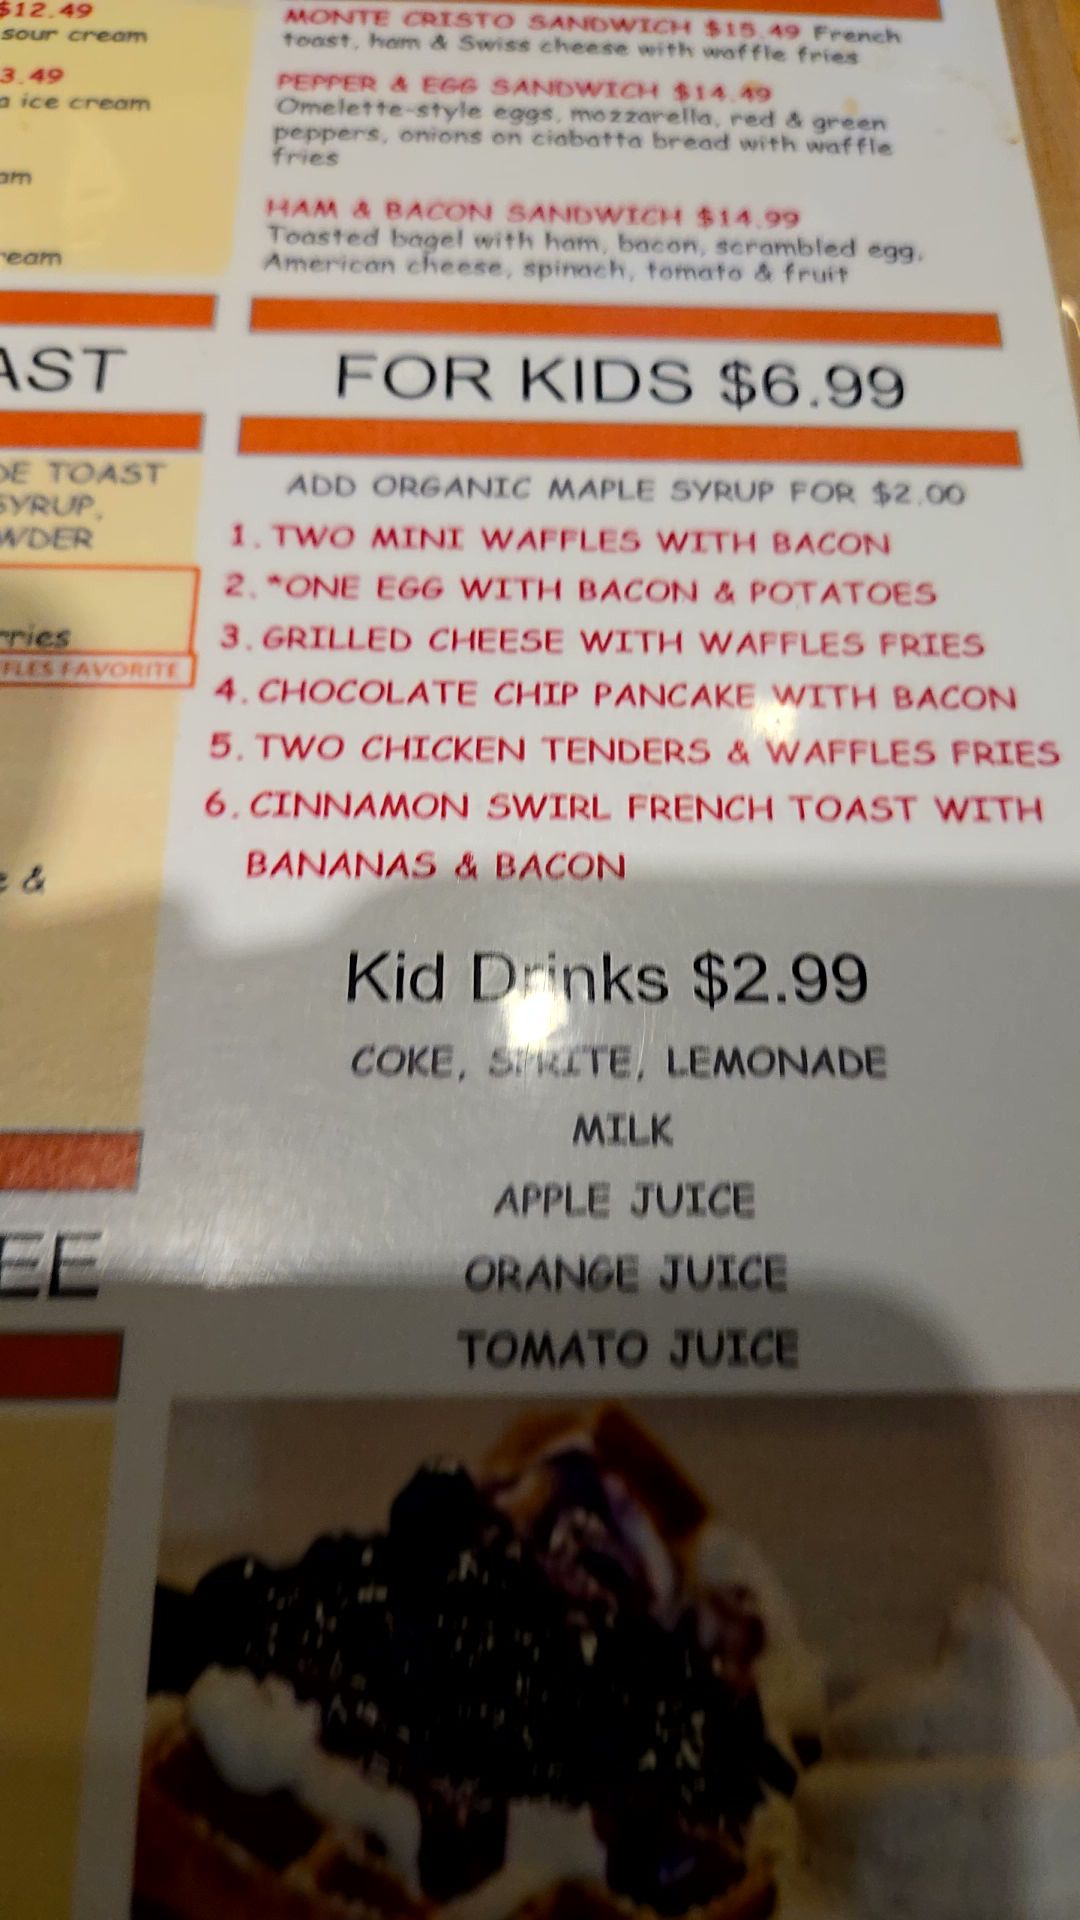 $12.49
sour cream
3.49
a ice cream
am
ream
MONTE CRISTO SANDWICH $15.49 French
toast, ham & Swiss cheese with waffle fries
PEPPER & EGG SANDWICH $14.49
Omelette-style eggs, mozzarella, red & green
peppers, onions on ciabatta bread with waffle
fries
HAM & BACON SANDWICH $14.99
Toasted bagel with ham, bacon, scrambled egg,
American cheese, spinach, tomato & fruit
AST
DE TOAST
SYRUP,
WDER
rries
FFLES FAVORITE
e &
EE
FOR KIDS $6.99
ADD ORGANIC MAPLE SYRUP FOR $2.00
1. TWO MINI WAFFLES WITH BACON
2. *ONE EGG WITH BACON & POTATOES
3. GRILLED CHEESE WITH WAFFLES FRIES
4. CHOCOLATE CHIP PANCAKE WITH BACON
5. TWO CHICKEN TENDERS & WAFFLES FRIES
6. CINNAMON SWIRL FRENCH TOAST WITH
BANANAS & BACON
Kid Drinks $2.99
COKE, SPRITE, LEMONADE
MILK
APPLE JUICE
ORANGE JUICE
TOMATO JUICE